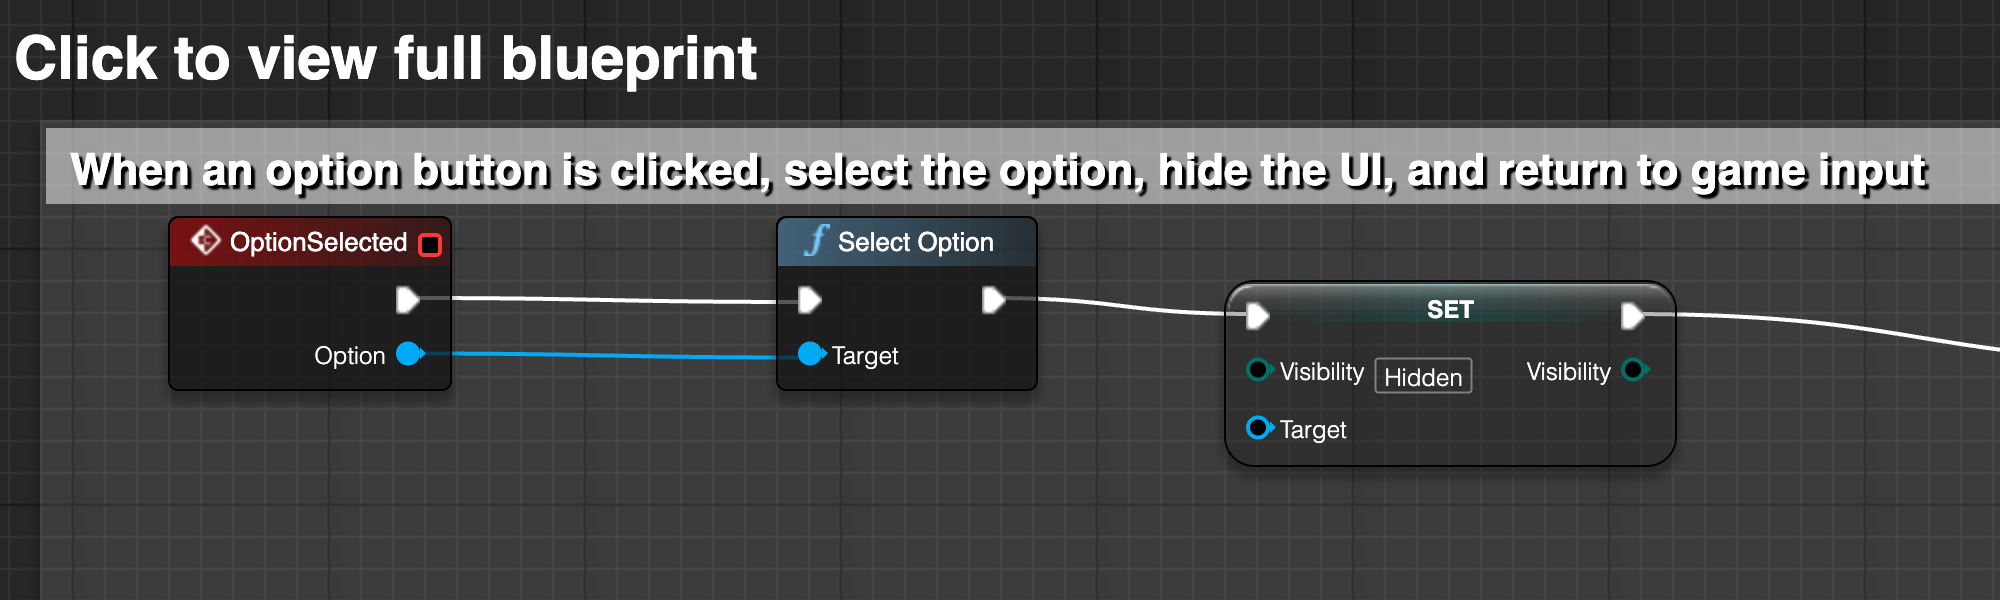 Click to view full blueprint
When an option button is clicked, select the option, hide the UI, and return to game input
OptionSelected
Option
Select Option
Target
SET
Visibility Hidden Visibility
Target